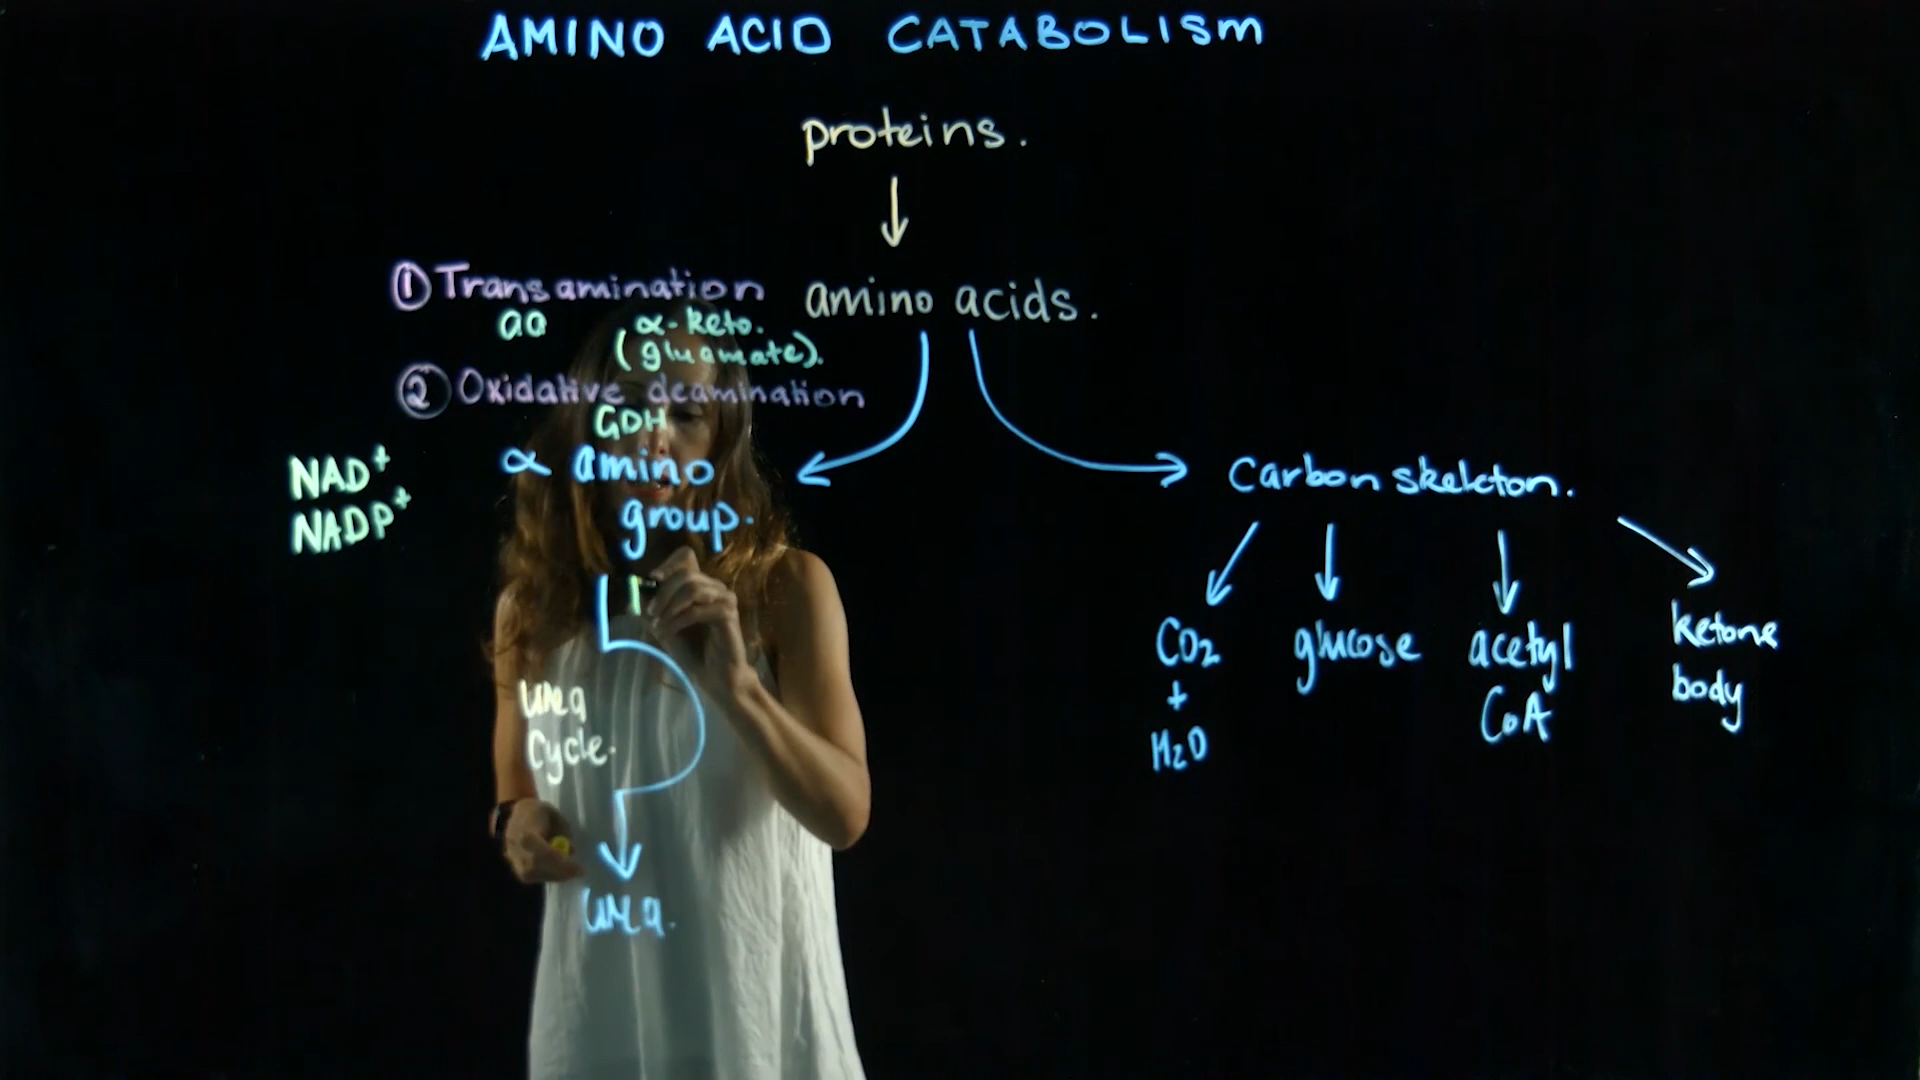 AMINO ACID CATABOLISM
proteins.
① Transamination
amino acids.
aa α-keto.
(gluamate).
② Oxidative deamination
GDH
NAD⁺
NADP⁺
α amino
group.
Carbon skeleton.
CO₂
+
H₂O
glucose
acetyl
CoA
ketone
body
urea
Cycle.
urea.